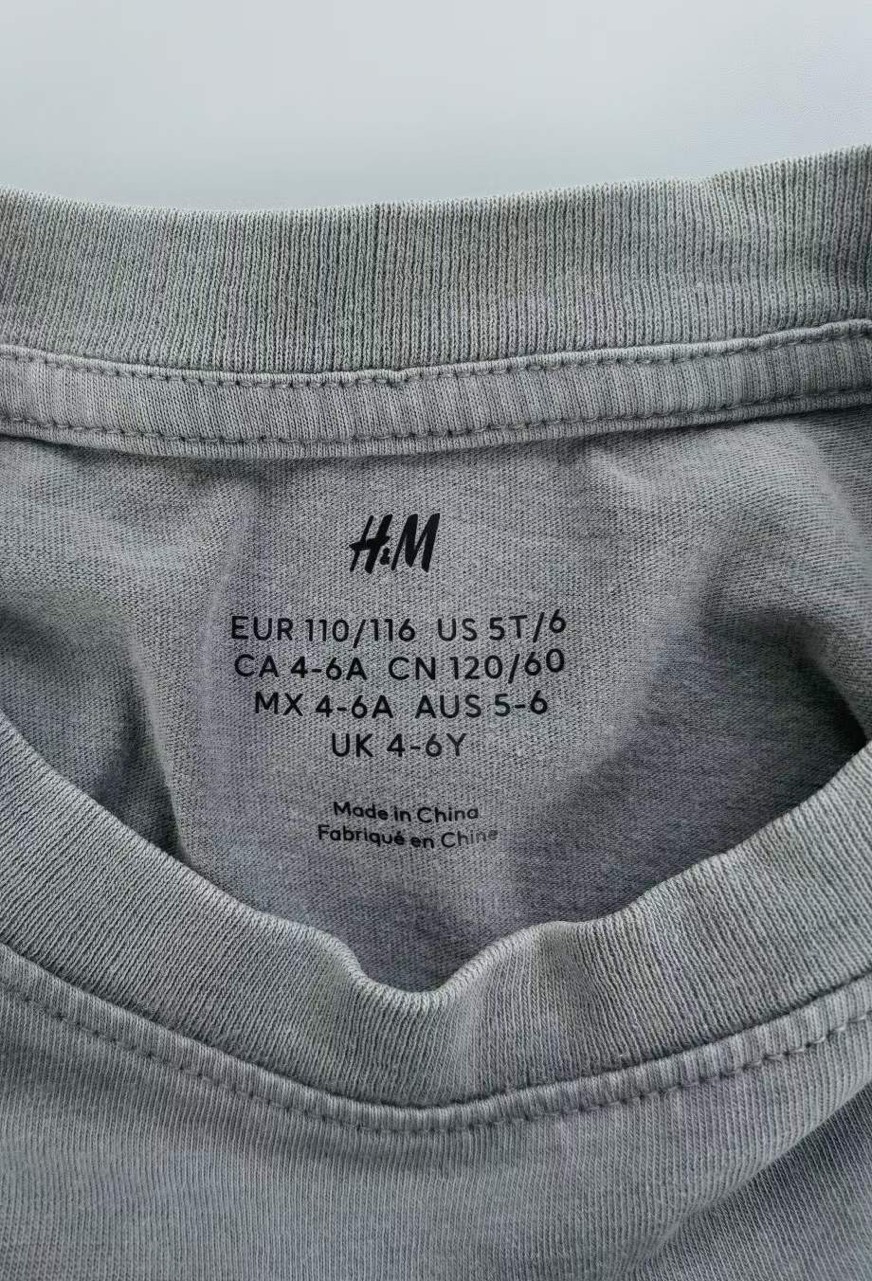 H&M
EUR 110/116 US 5T/6
CA 4-6A CN 120/60
MX 4-6A AUS 5-6
UK 4-6Y
Made in China
Fabriqué en Chine